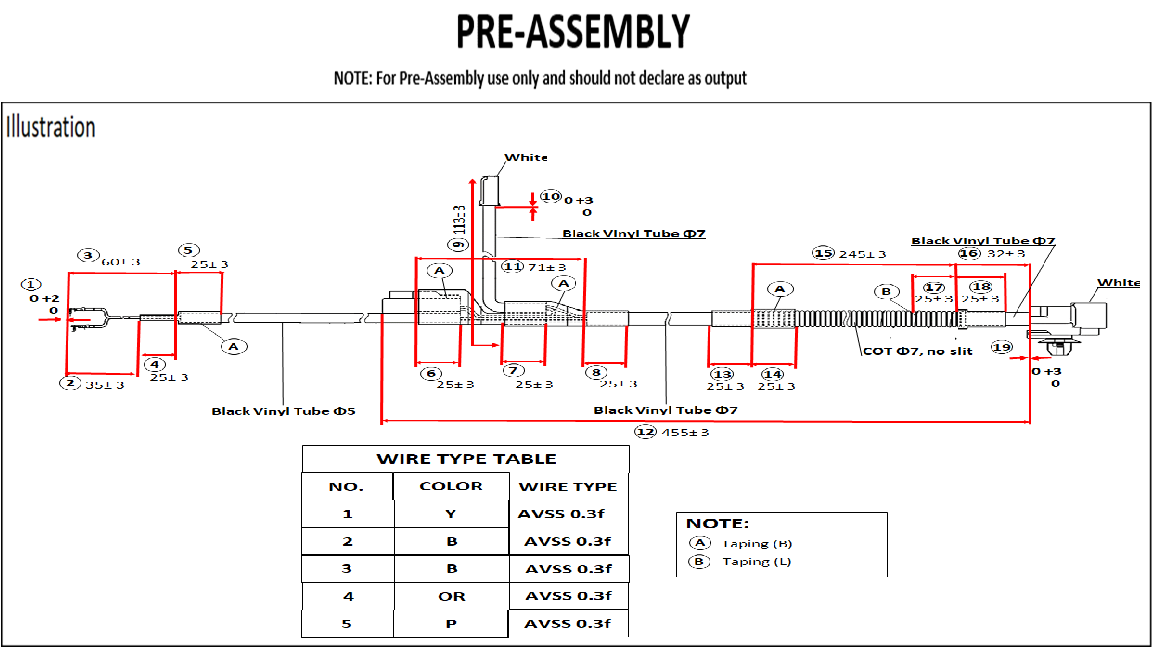 PRE-ASSEMBLY
NOTE: For Pre-Assembly use only and should not declare as output
Illustration
White
10 0 +3
0
9 113±3
Black Vinyl Tube Φ7
Black Vinyl Tube Φ7
3 60±3
5 25±3
11 71±3
15 245±3
16 32±3
1 0 +2
0
A
A
A
B
17 25±3
18 25±3
White
A
COT Φ7, no slit
19 0 +3
0
2 35±3
4 25±3
6 25±3
7 25±3
8 25±3
13 25±3
14 25±3
Black Vinyl Tube Φ5
Black Vinyl Tube Φ7
12 455±3
WIRE TYPE TABLE
NO. COLOR WIRE TYPE
1 Y AVSS 0.3f
2 B AVSS 0.3f
3 B AVSS 0.3f
4 OR AVSS 0.3f
5 P AVSS 0.3f
NOTE:
A Taping (B)
B Taping (L)